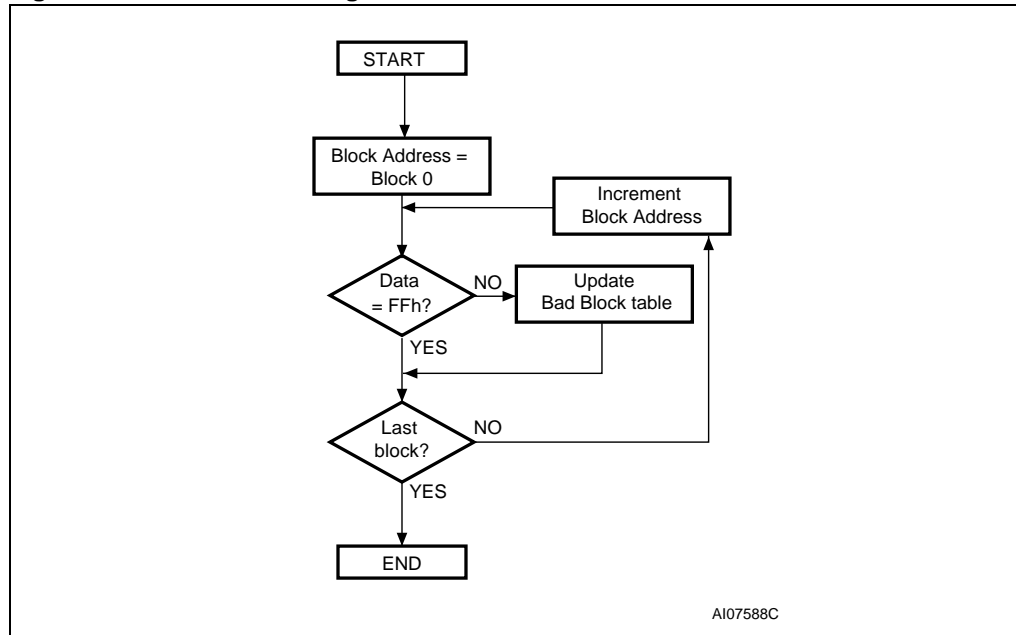 START
Block Address =
Block 0
Increment
Block Address
Data
= FFh?
NO
Update
Bad Block table
YES
Last
block?
NO
YES
END
AI07588C